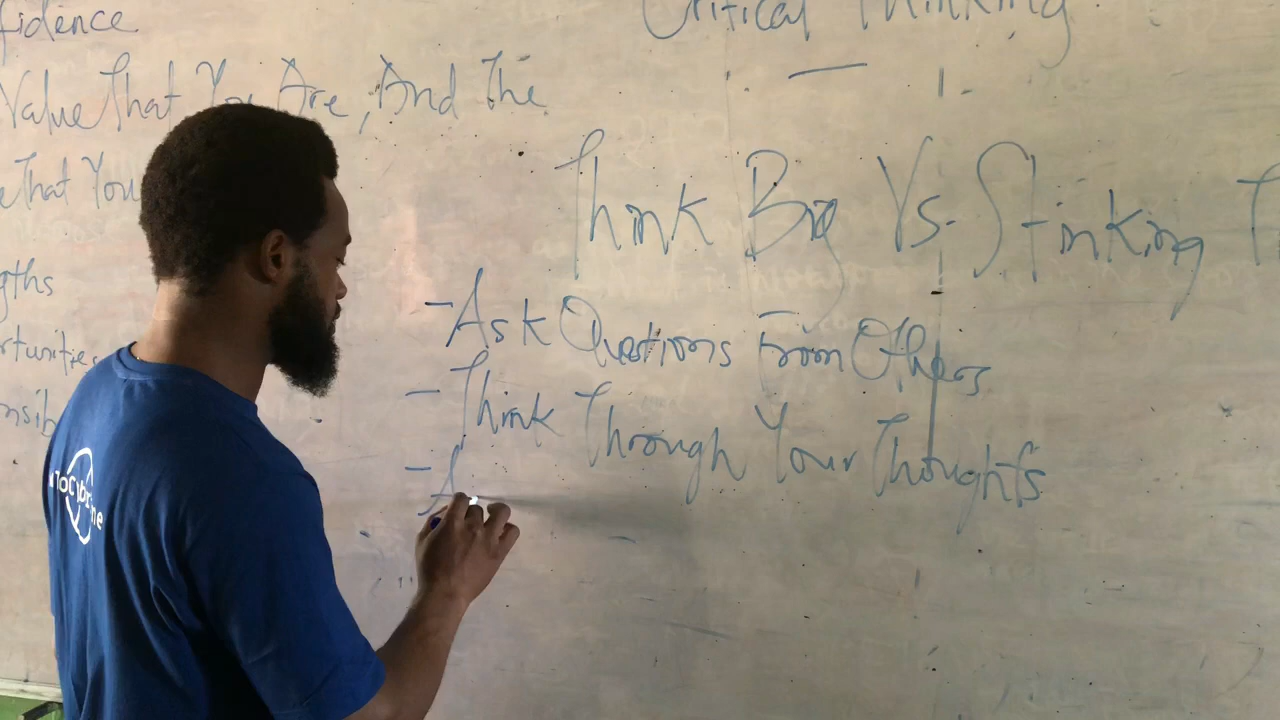 fidence
Value That You Are, And The
e That You
gths
rtunities
nsib
Critical Thinking
Think Big Vs. Stinking T
- Ask Questions From Others
- Think Through Your Thoughts
- A